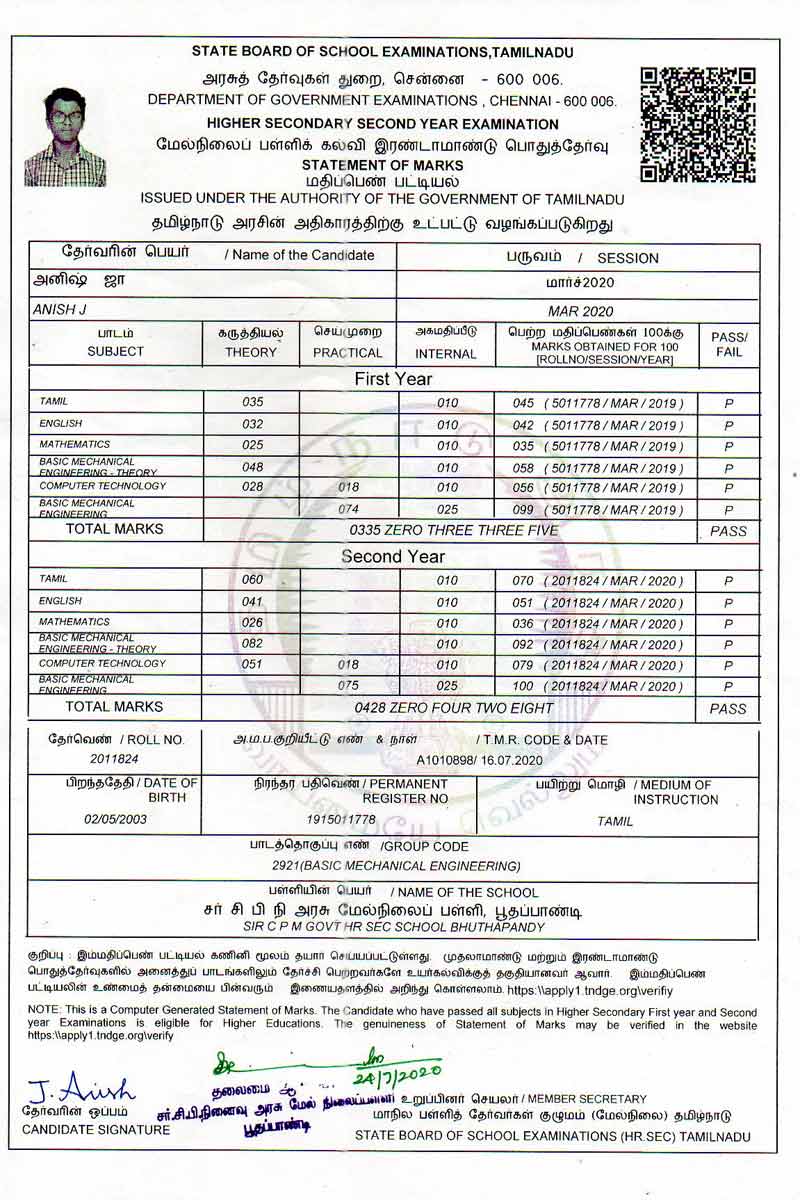 STATE BOARD OF SCHOOL EXAMINATIONS,TAMILNADU
அரசுத் தேர்வுகள் துறை, சென்னை - 600 006.
DEPARTMENT OF GOVERNMENT EXAMINATIONS , CHENNAI - 600 006.
HIGHER SECONDARY SECOND YEAR EXAMINATION
மேல்நிலைப் பள்ளிக் கல்வி இரண்டாமாண்டு பொதுத்தேர்வு
STATEMENT OF MARKS
மதிப்பெண் பட்டியல்
ISSUED UNDER THE AUTHORITY OF THE GOVERNMENT OF TAMILNADU
தமிழ்நாடு அரசின் அதிகாரத்திற்கு உட்பட்டு வழங்கப்படுகிறது
தேர்வரின் பெயர் / Name of the Candidate பருவம் / SESSION
அனிஷ் ஜா மார்ச்2020
ANISH J MAR 2020
பாடம் கருத்தியல் செய்முறை அகமதிப்பீடு பெற்ற மதிப்பெண்கள் 100க்கு PASS/
SUBJECT THEORY PRACTICAL INTERNAL MARKS OBTAINED FOR 100 FAIL
[ROLLNO/SESSION/YEAR]
First Year
TAMIL 035 010 045 ( 5011778 / MAR / 2019 ) P
ENGLISH 032 010 042 ( 5011778 / MAR / 2019 ) P
MATHEMATICS 025 010 035 ( 5011778 / MAR / 2019 ) P
BASIC MECHANICAL
ENGINEERING - THEORY 048 010 058 ( 5011778 / MAR / 2019 ) P
COMPUTER TECHNOLOGY 028 018 010 056 ( 5011778 / MAR / 2019 ) P
BASIC MECHANICAL
ENGINEERING 074 025 099 ( 5011778 / MAR / 2019 ) P
TOTAL MARKS 0335 ZERO THREE THREE FIVE PASS
Second Year
TAMIL 060 010 070 ( 2011824 / MAR / 2020 ) P
ENGLISH 041 010 051 ( 2011824 / MAR / 2020 ) P
MATHEMATICS 026 010 036 ( 2011824 / MAR / 2020 ) P
BASIC MECHANICAL
ENGINEERING - THEORY 082 010 092 ( 2011824 / MAR / 2020 ) P
COMPUTER TECHNOLOGY 051 018 010 079 ( 2011824 / MAR / 2020 ) P
BASIC MECHANICAL
ENGINEERING 075 025 100 ( 2011824 / MAR / 2020 ) P
TOTAL MARKS 0428 ZERO FOUR TWO EIGHT PASS
தேர்வெண் / ROLL NO. அ.ம.ப.குறியீட்டு எண் & நாள் / T.M.R. CODE & DATE
2011824 A1010898/ 16.07.2020
பிறந்ததேதி / DATE OF BIRTH நிரந்தர பதிவெண் / PERMANENT REGISTER NO பயிற்று மொழி / MEDIUM OF INSTRUCTION
02/05/2003 1915011778 TAMIL
பாடத்தொகுப்பு எண் /GROUP CODE
2921(BASIC MECHANICAL ENGINEERING)
பள்ளியின் பெயர் / NAME OF THE SCHOOL
சர் சி பி நி அரசு மேல்நிலைப் பள்ளி, பூதப்பாண்டி
SIR C P M GOVT HR SEC SCHOOL BHUTHAPANDY
குறிப்பு : இம்மதிப்பெண் பட்டியல் கணினி மூலம் தயார் செய்யப்பட்டுள்ளது. முதலாமாண்டு மற்றும் இரண்டாமாண்டு
பொதுத்தேர்வுகளில் அனைத்துப் பாடங்களிலும் தேர்ச்சி பெற்றவர்களே உயர்கல்விக்குத் தகுதியானவர் ஆவார். இம்மதிப்பெண்
பட்டியலின் உண்மைத் தன்மையை பின்வரும் இணையதளத்தில் அறிந்து கொள்ளலாம். https:\\apply1.tndge.org\verifiy
NOTE: This is a Computer Generated Statement of Marks. The Candidate who have passed all subjects in Higher Secondary First year and Second
year Examinations is eligible for Higher Educations. The genuineness of Statement of Marks may be verified in the website
https:\\apply1.tndge.org\verify
24/7/2020
J. Anish
தலைமை
தேர்வரின் ஒப்பம் சர்.சி.பி.நினைவு அரசு மேல் நிலைப்பள்ளி உறுப்பினர் செயலர் / MEMBER SECRETARY
பூதப்பாண்டி மாநில பள்ளித் தேர்வுகள் குழுமம் (மேல்நிலை) தமிழ்நாடு
CANDIDATE SIGNATURE STATE BOARD OF SCHOOL EXAMINATIONS (HR.SEC) TAMILNADU